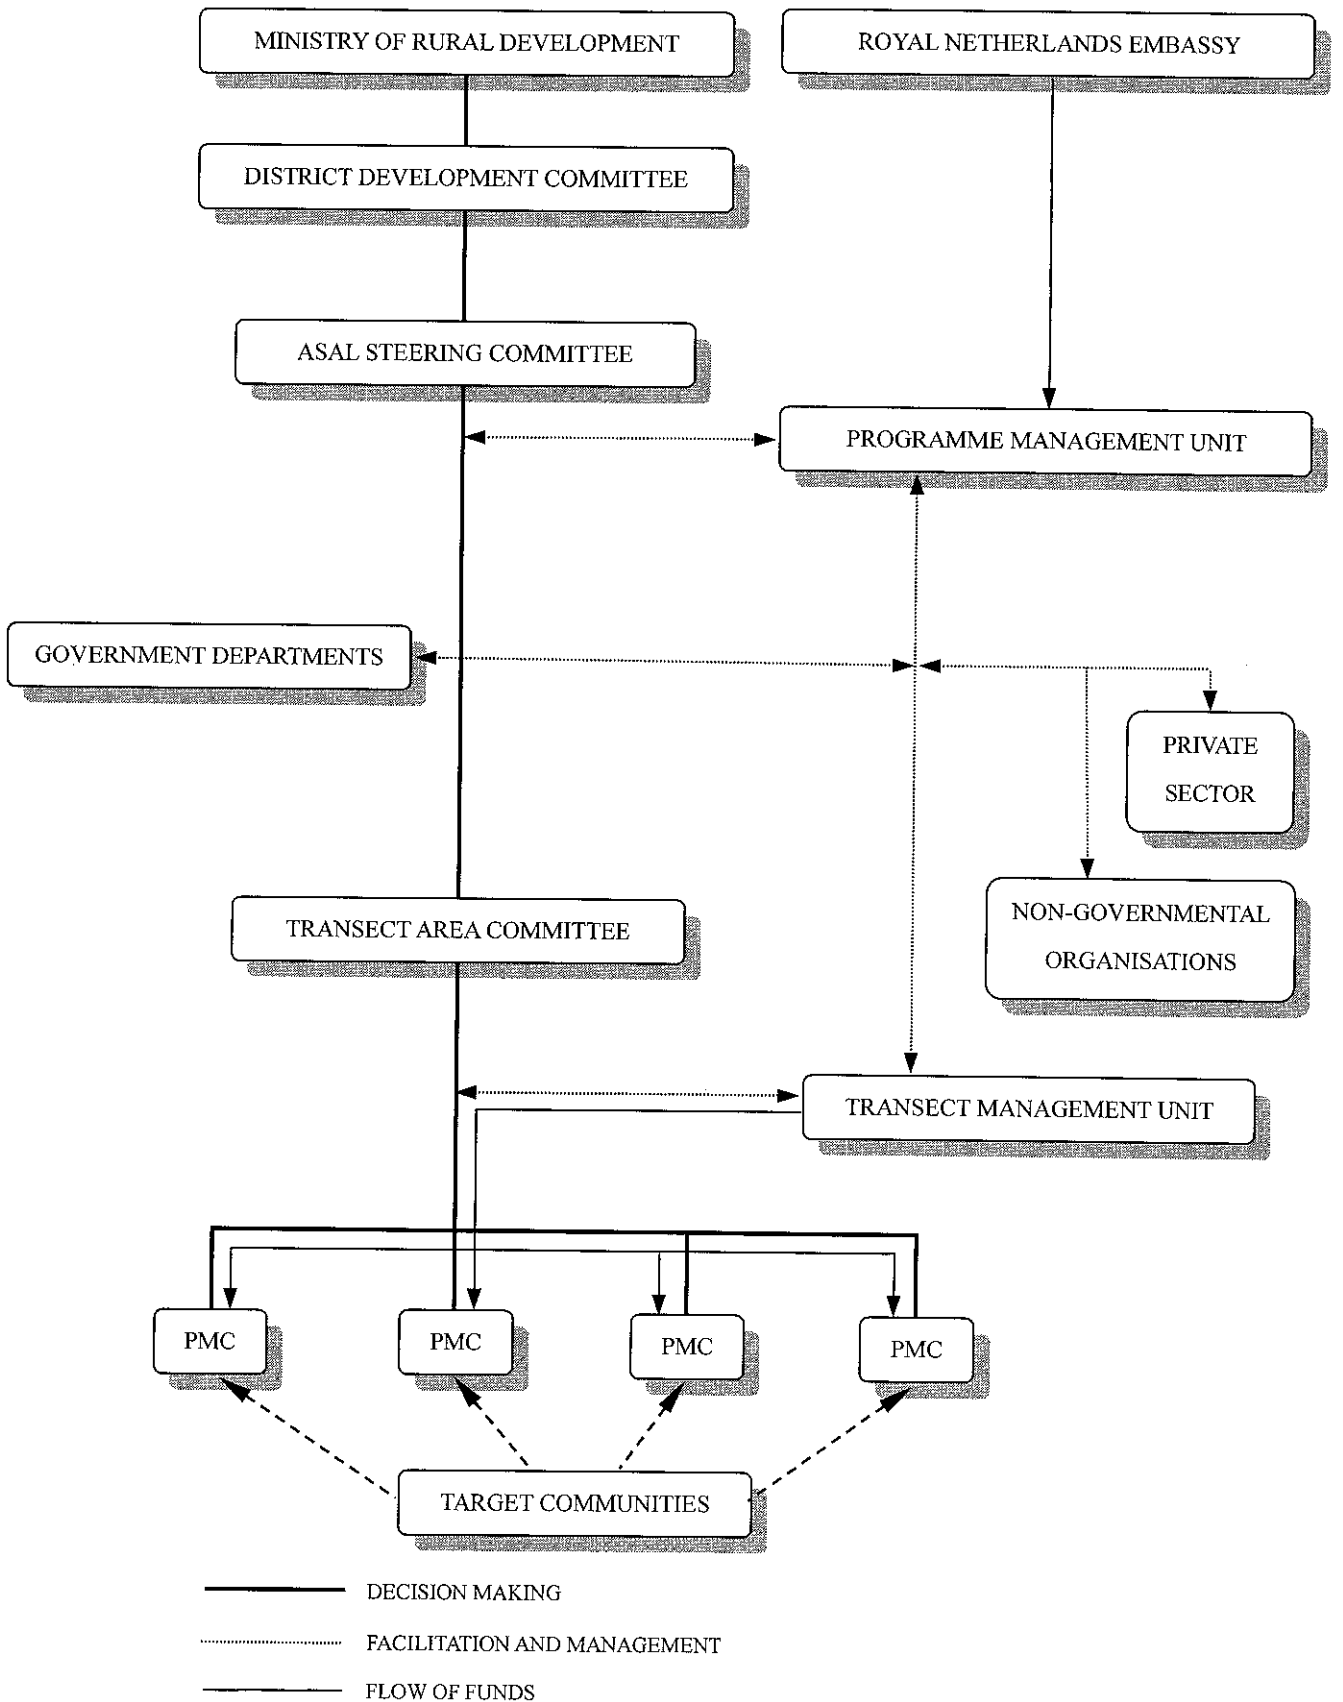 MINISTRY OF RURAL DEVELOPMENT
ROYAL NETHERLANDS EMBASSY
DISTRICT DEVELOPMENT COMMITTEE
ASAL STEERING COMMITTEE
PROGRAMME MANAGEMENT UNIT
GOVERNMENT DEPARTMENTS
PRIVATE
SECTOR
NON-GOVERNMENTAL
ORGANISATIONS
TRANSECT AREA COMMITTEE
TRANSECT MANAGEMENT UNIT
PMC
PMC
PMC
PMC
TARGET COMMUNITIES
DECISION MAKING
FACILITATION AND MANAGEMENT
FLOW OF FUNDS